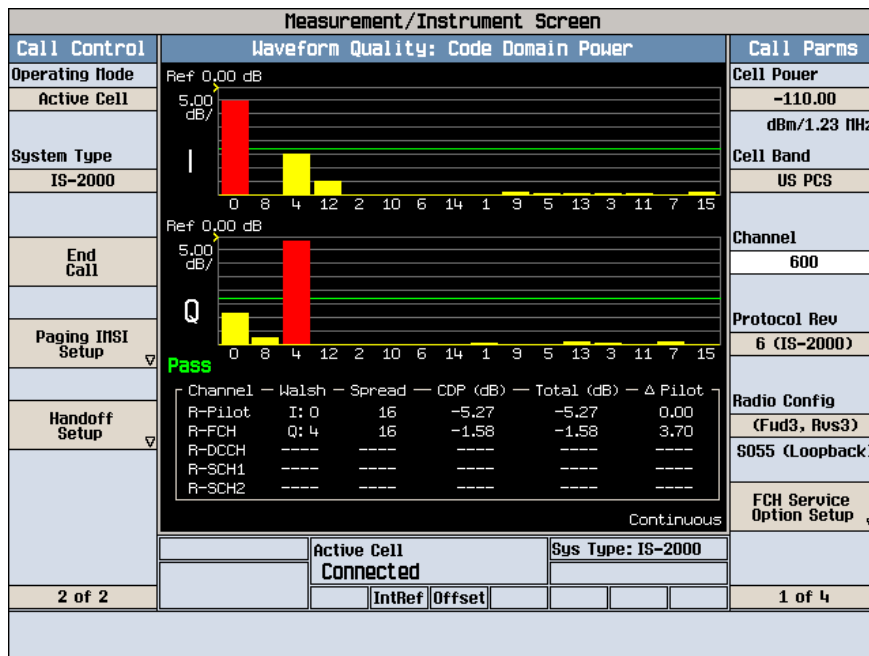 Measurement/Instrument Screen
Call Control
Operating Mode
Active Cell
System Type
IS-2000
End
Call
Paging IMSI
Setup
Handoff
Setup
2 of 2
Waveform Quality: Code Domain Power
Ref 0.00 dB
5.00
dB/
I
0 8 4 12 2 10 6 14 1 9 5 13 3 11 7 15
Ref 0.00 dB
5.00
dB/
Q
0 8 4 12 2 10 6 14 1 9 5 13 3 11 7 15
Pass
Channel — Walsh — Spread — CDP (dB) — Total (dB) — Δ Pilot
R-Pilot I: 0 16 -5.27 -5.27 0.00
R-FCH Q: 4 16 -1.58 -1.58 3.70
R-DCCH ---- ---- ---- ---- ----
R-SCH1 ---- ---- ---- ---- ----
R-SCH2 ---- ---- ---- ---- ----
Continuous
Active Cell
Connected
Sys Type: IS-2000
IntRef Offset
Call Parms
Cell Power
-110.00
dBm/1.23 MHz
Cell Band
US PCS
Channel
600
Protocol Rev
6 (IS-2000)
Radio Config
(Fwd3, Rvs3)
SO55 (Loopback)
FCH Service
Option Setup
1 of 4